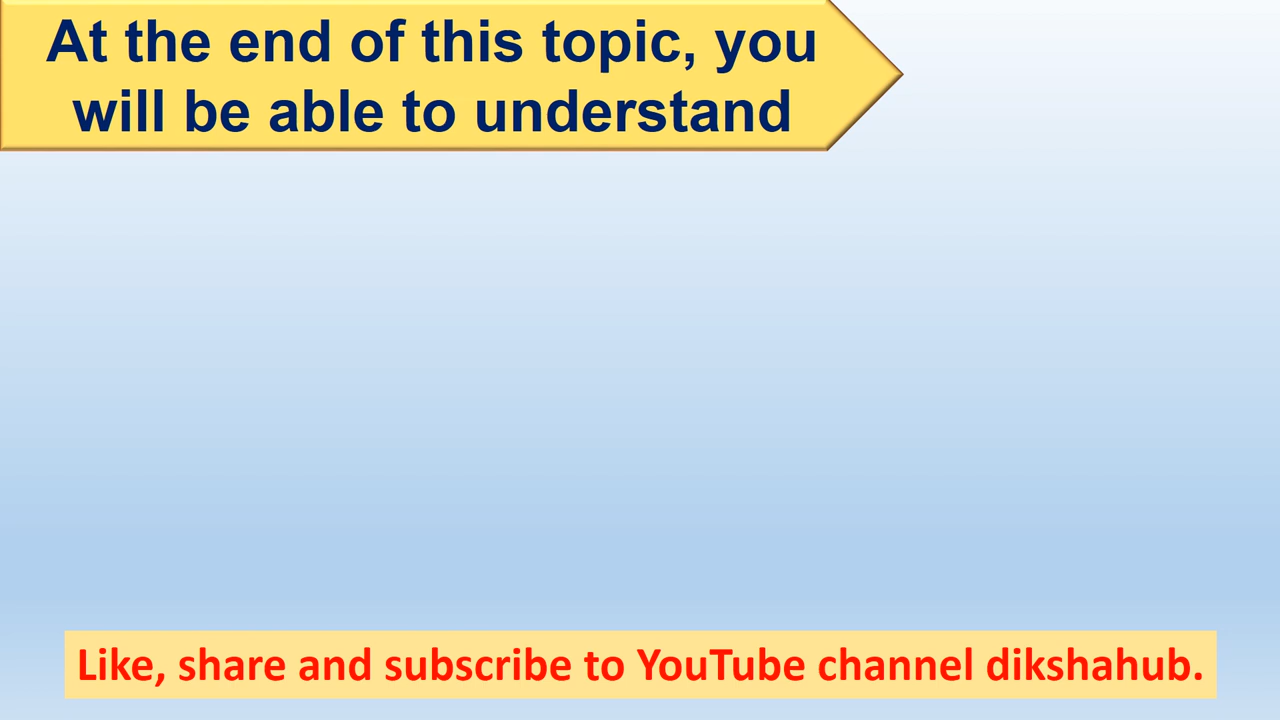 At the end of this topic, you
will be able to understand
Like, share and subscribe to YouTube channel dikshahub.